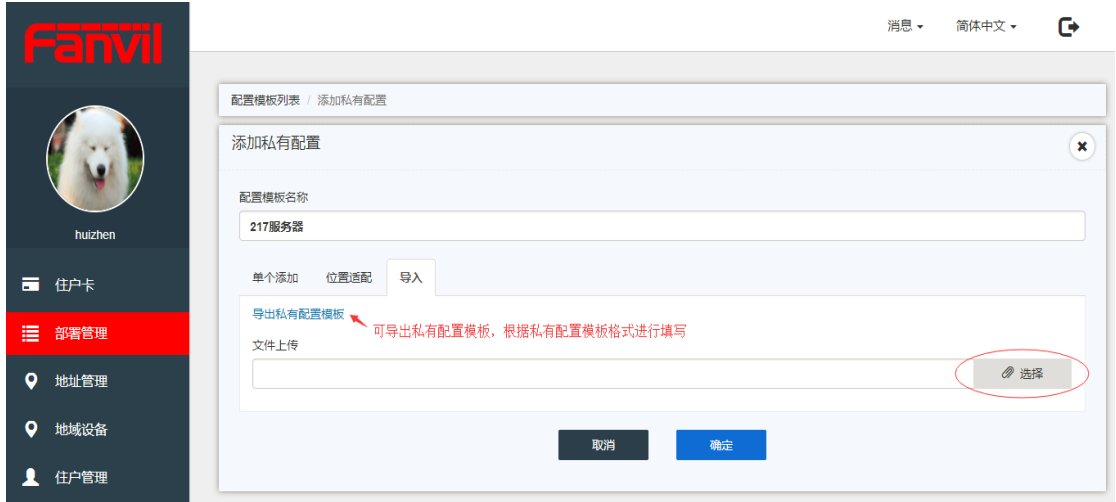 Fanvil
消息
简体中文
配置模板列表 / 添加私有配置
添加私有配置
配置模板名称
217服务器
huizhen
单个添加 位置适配 导入
住户卡
导出私有配置模板
可导出私有配置模板，根据私有配置模板格式进行填写
部署管理
文件上传
选择
地址管理
地域设备
取消 确定
住户管理